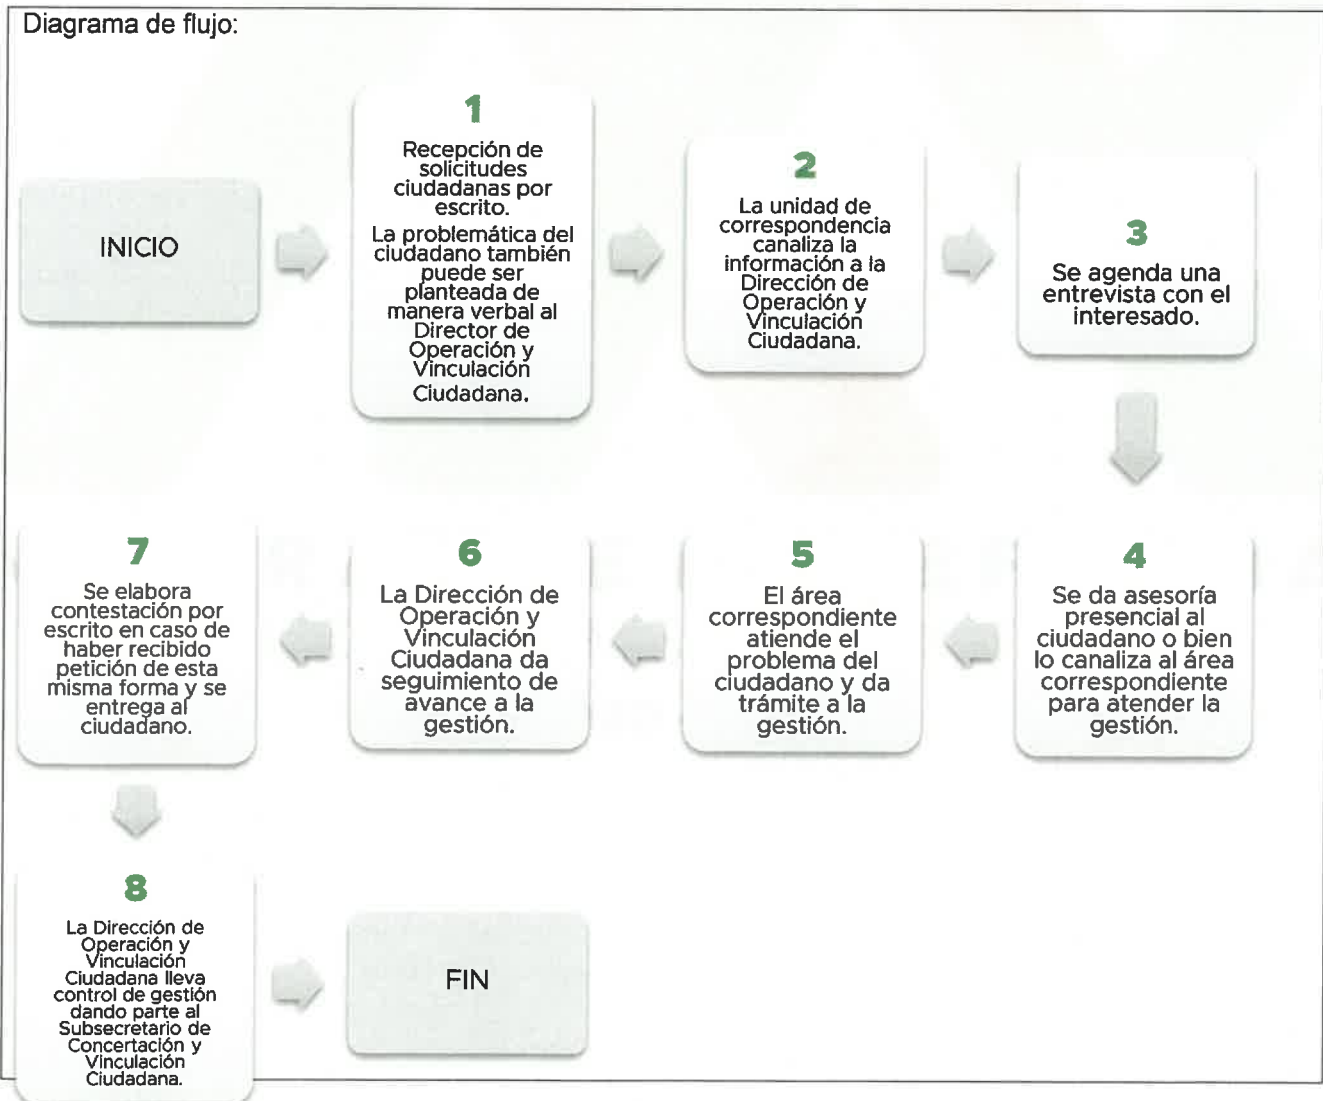 Diagrama de flujo:
INICIO
1
Recepción de
solicitudes
ciudadanas por
escrito.
La problemática del
ciudadano también
puede ser
planteada de
manera verbal al
Director de
Operación y
Vinculación
Ciudadana.
2
La unidad de
correspondencia
canaliza la
información a la
Dirección de
Operación y
Vinculación
Ciudadana.
3
Se agenda una
entrevista con el
interesado.
4
Se da asesoría
presencial al
ciudadano o bien
lo canaliza al área
correspondiente
para atender la
gestión.
5
El área
correspondiente
atiende el
problema del
ciudadano y da
trámite a la
gestión.
6
La Dirección de
Operación y
Vinculación
Ciudadana da
seguimiento de
avance a la
gestión.
7
Se elabora
contestación por
escrito en caso de
haber recibido
petición de esta
misma forma y se
entrega al
ciudadano.
8
La Dirección de
Operación y
Vinculación
Ciudadana lleva
control de gestión
dando parte al
Subsecretario de
Concertación y
Vinculación
Ciudadana.
FIN